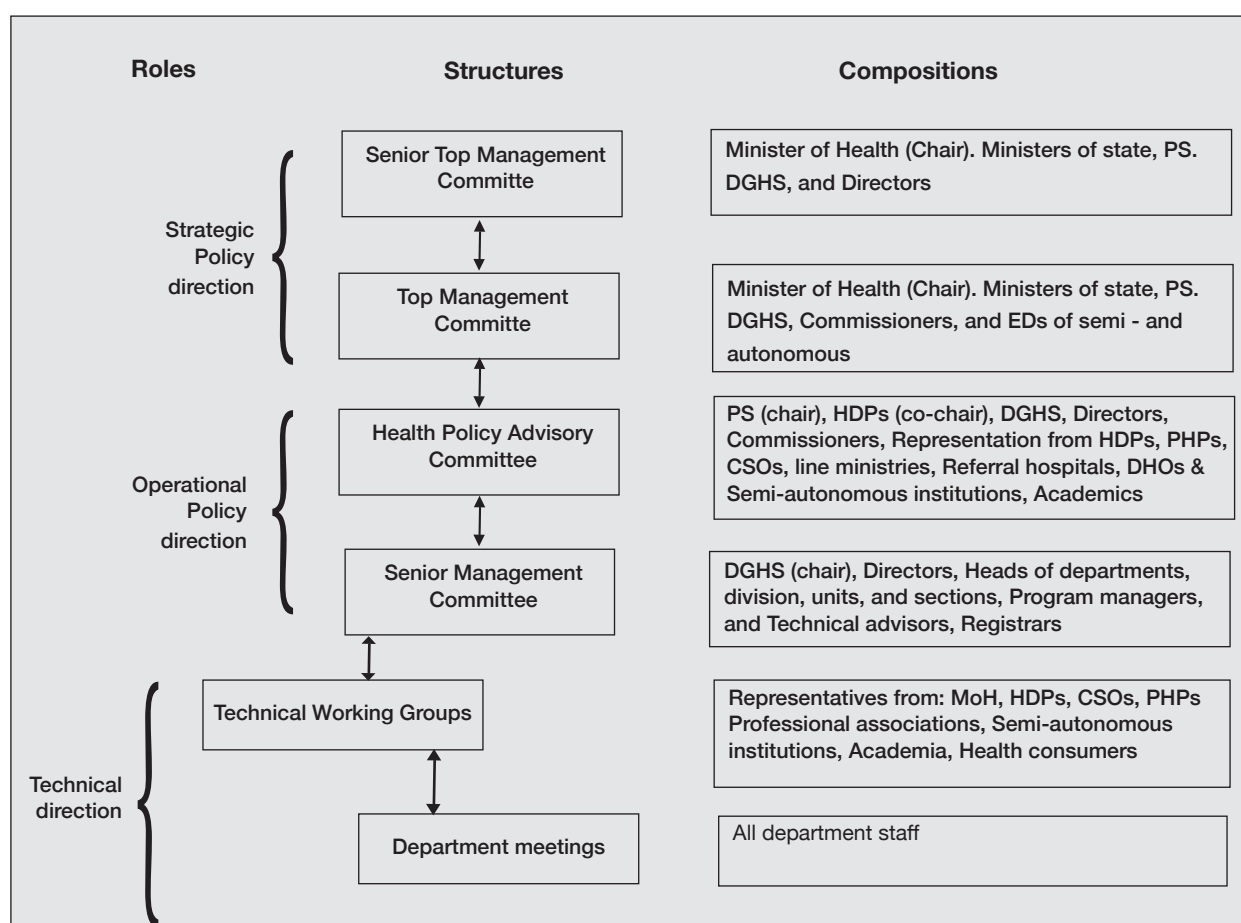 Roles
Structures
Compositions
Strategic
Policy
direction
Senior Top Management
Committe
Minister of Health (Chair). Ministers of state, PS.
DGHS, and Directors
Top Management
Committe
Minister of Health (Chair). Ministers of state, PS.
DGHS, Commissioners, and EDs of semi - and
autonomous
Operational
Policy
direction
Health Policy Advisory
Committee
PS (chair), HDPs (co-chair), DGHS, Directors,
Commissioners, Representation from HDPs, PHPs,
CSOs, line ministries, Referral hospitals, DHOs &
Semi-autonomous institutions, Academics
Senior Management
Committee
DGHS (chair), Directors, Heads of departments,
division, units, and sections, Program managers,
and Technical advisors, Registrars
Technical
direction
Technical Working Groups
Representatives from: MoH, HDPs, CSOs, PHPs
Professional associations, Semi-autonomous
institutions, Academia, Health consumers
Department meetings
All department staff